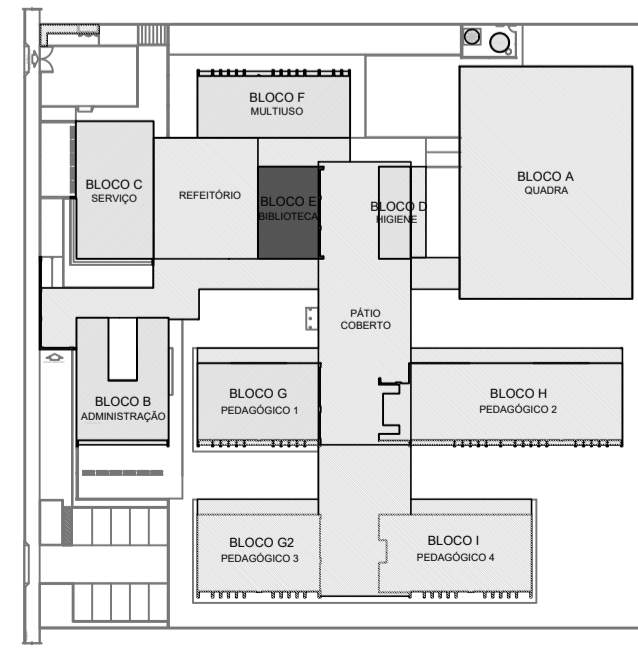 BLOCO F
MULTIUSO
BLOCO A
QUADRA
BLOCO C
SERVIÇO
REFEITÓRIO
BLOCO E
BIBLIOTECA
BLOCO D
HIGIENE
PÁTIO
COBERTO
BLOCO B
ADMINISTRAÇÃO
BLOCO G
PEDAGÓGICO 1
BLOCO H
PEDAGÓGICO 2
BLOCO G2
PEDAGÓGICO 3
BLOCO I
PEDAGÓGICO 4